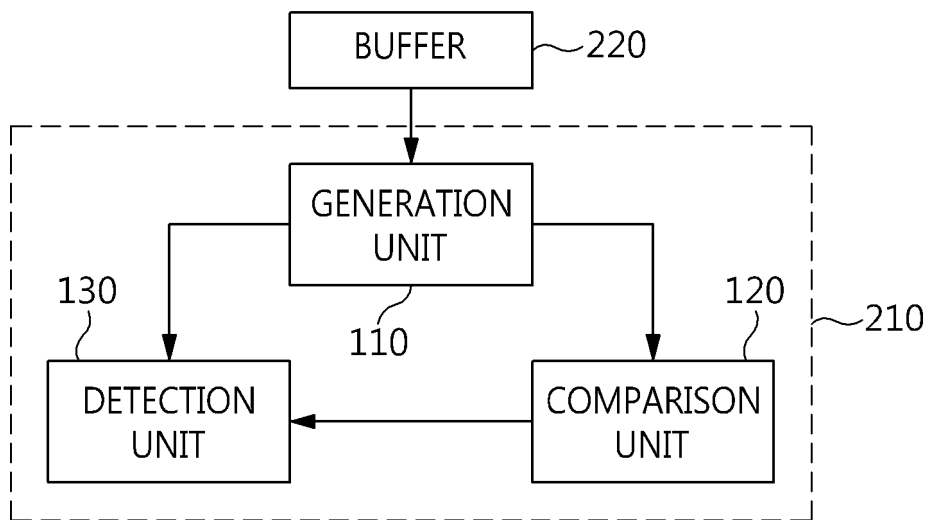 BUFFER
220
GENERATION
UNIT
110
130
120
210
DETECTION
UNIT
COMPARISON
UNIT